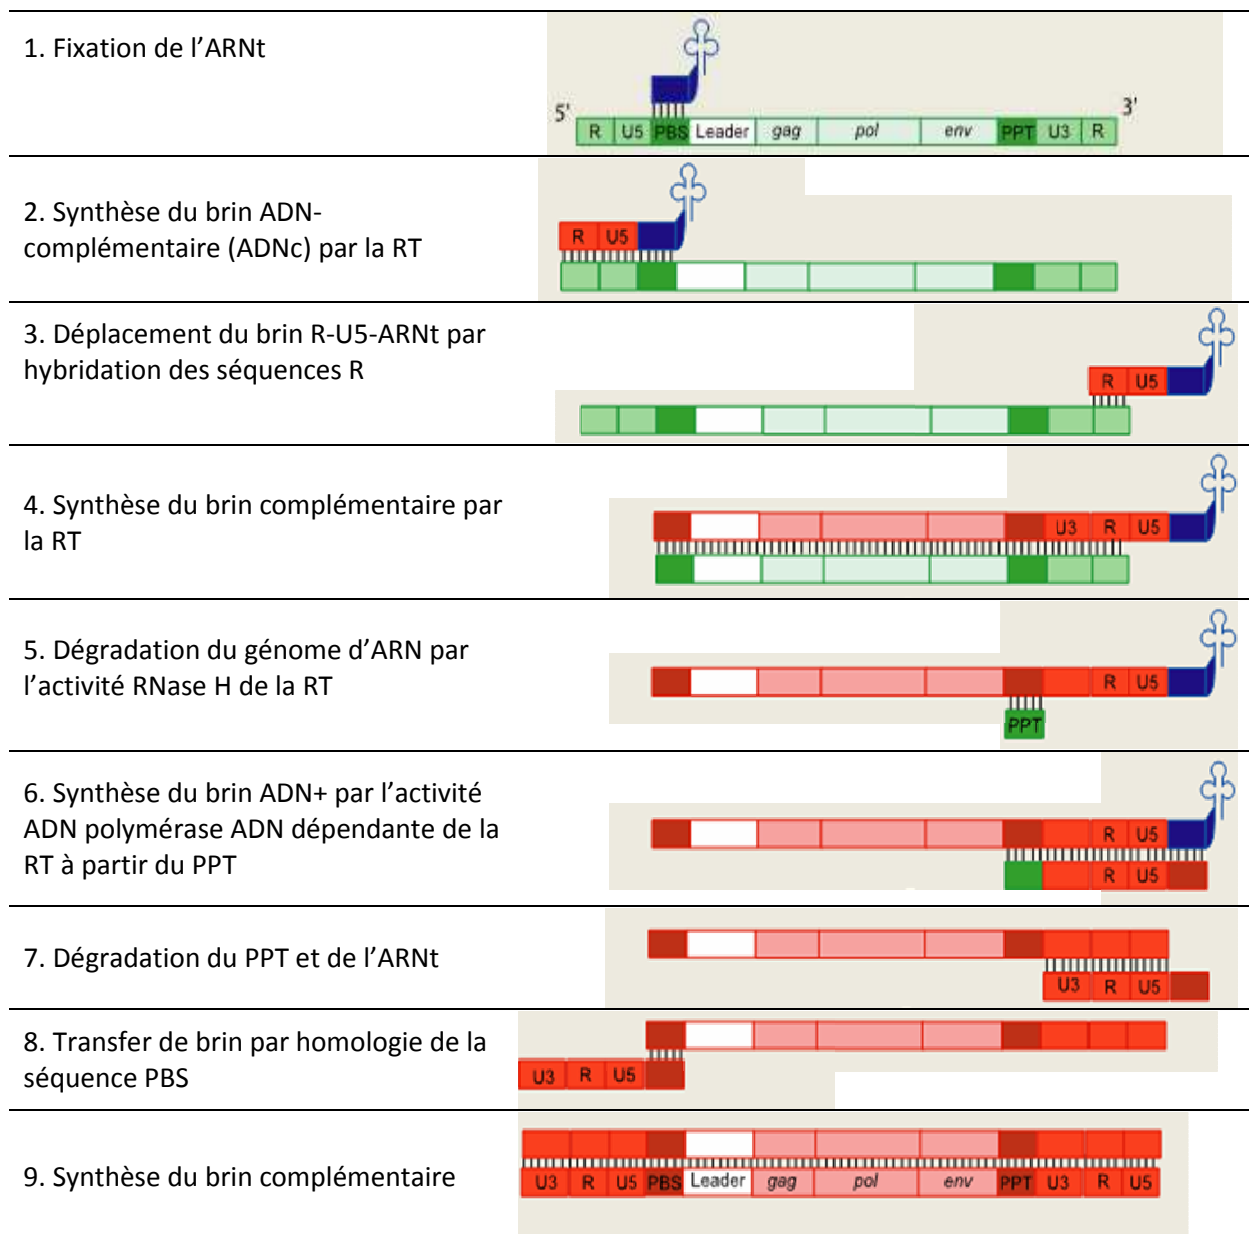 1. Fixation de l’ARNt
5'
3'
R U5 PBS Leader gag pol env PPT U3 R
2. Synthèse du brin ADN-
complémentaire (ADNc) par la RT
R U5
3. Déplacement du brin R-U5-ARNt par
hybridation des séquences R
R U5
4. Synthèse du brin complémentaire par
la RT
U3 R U5
5. Dégradation du génome d’ARN par
l’activité RNase H de la RT
R U5
PPT
6. Synthèse du brin ADN+ par l’activité
ADN polymérase ADN dépendante de la
RT à partir du PPT
R U5
R U5
7. Dégradation du PPT et de l’ARNt
U3 R U5
8. Transfer de brin par homologie de la
séquence PBS
U3 R U5
9. Synthèse du brin complémentaire
U3 R U5 PBS Leader gag pol env PPT U3 R U5